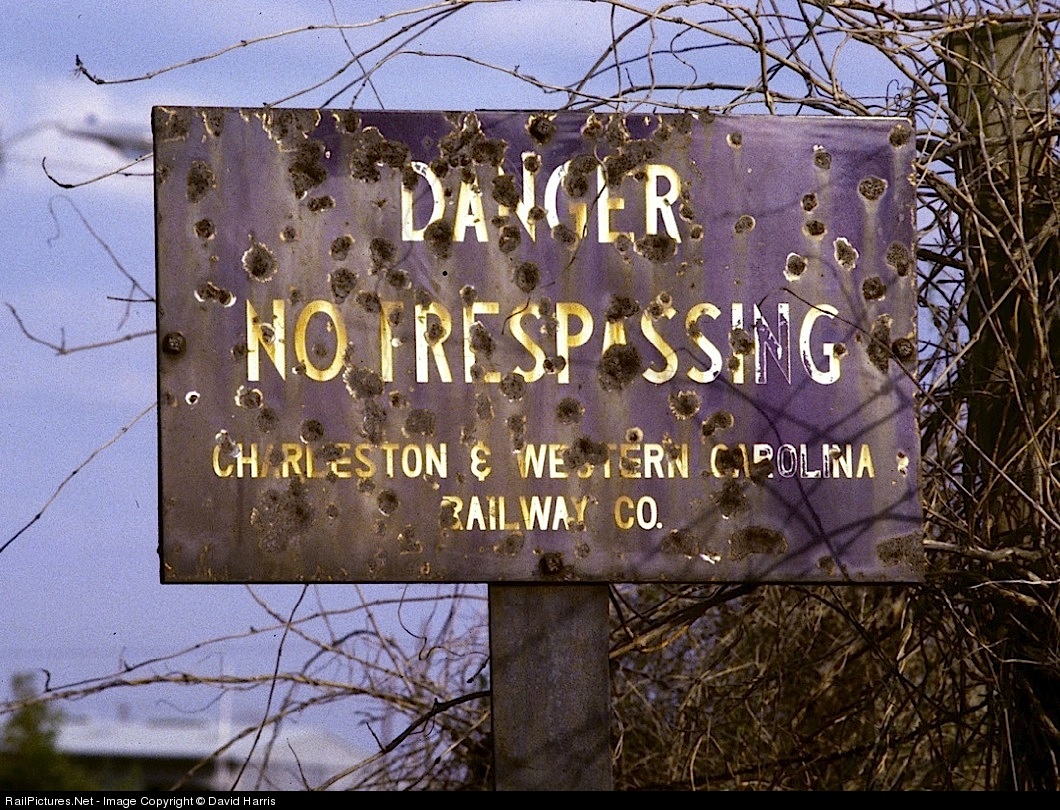 DANGER
NO TRESPASSING
CHARLESTON & WESTERN CAROLINA
RAILWAY CO.
RailPictures.Net - Image Copyright © David Harris